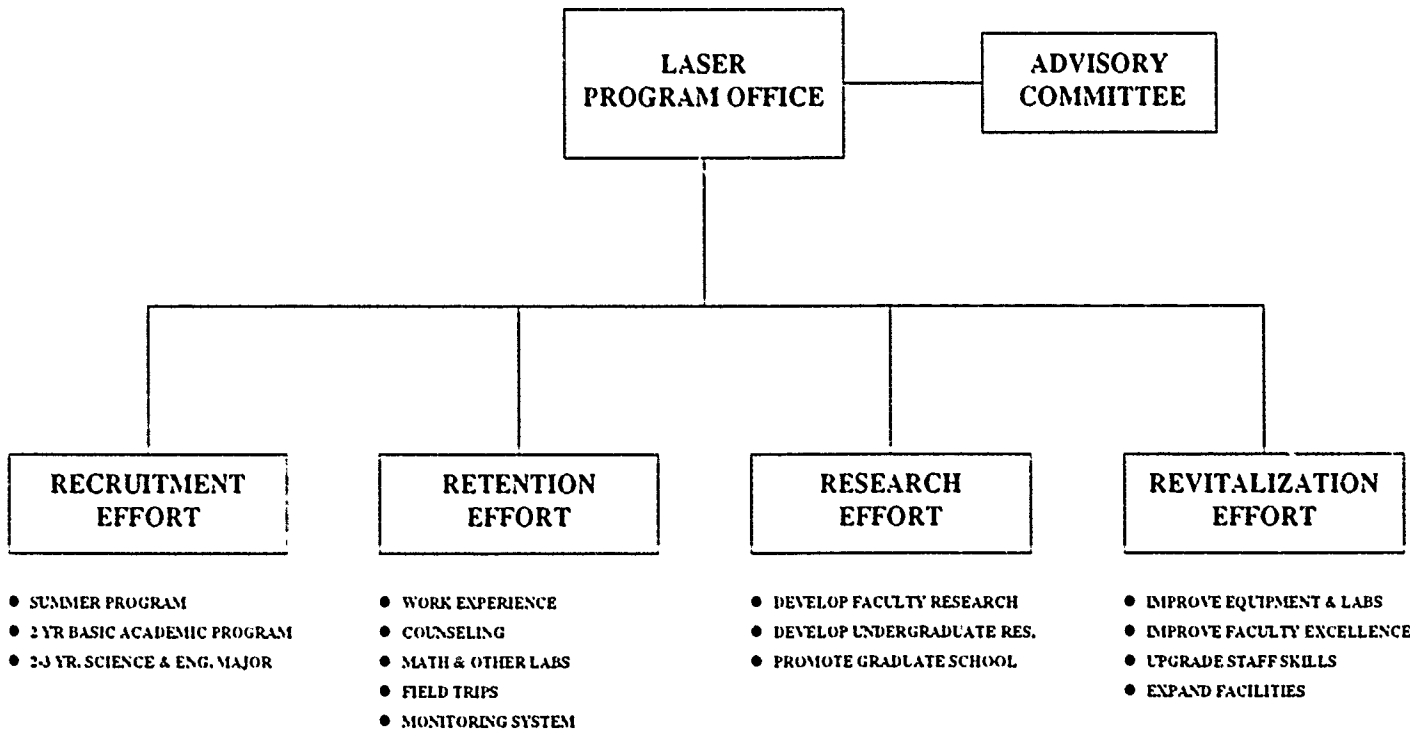 LASER
PROGRAM OFFICE
ADVISORY
COMMITTEE
RECRUITMENT
EFFORT
● SUMMER PROGRAM
● 2 YR BASIC ACADEMIC PROGRAM
● 2-3 YR. SCIENCE & ENG. MAJOR
RETENTION
EFFORT
● WORK EXPERIENCE
● COUNSELING
● MATH & OTHER LABS
● FIELD TRIPS
● MONITORING SYSTEM
RESEARCH
EFFORT
● DEVELOP FACULTY RESEARCH
● DEVELOP UNDERGRADUATE RES.
● PROMOTE GRADUATE SCHOOL
REVITALIZATION
EFFORT
● IMPROVE EQUIPMENT & LABS
● IMPROVE FACULTY EXCELLENCE
● UPGRADE STAFF SKILLS
● EXPAND FACILITIES